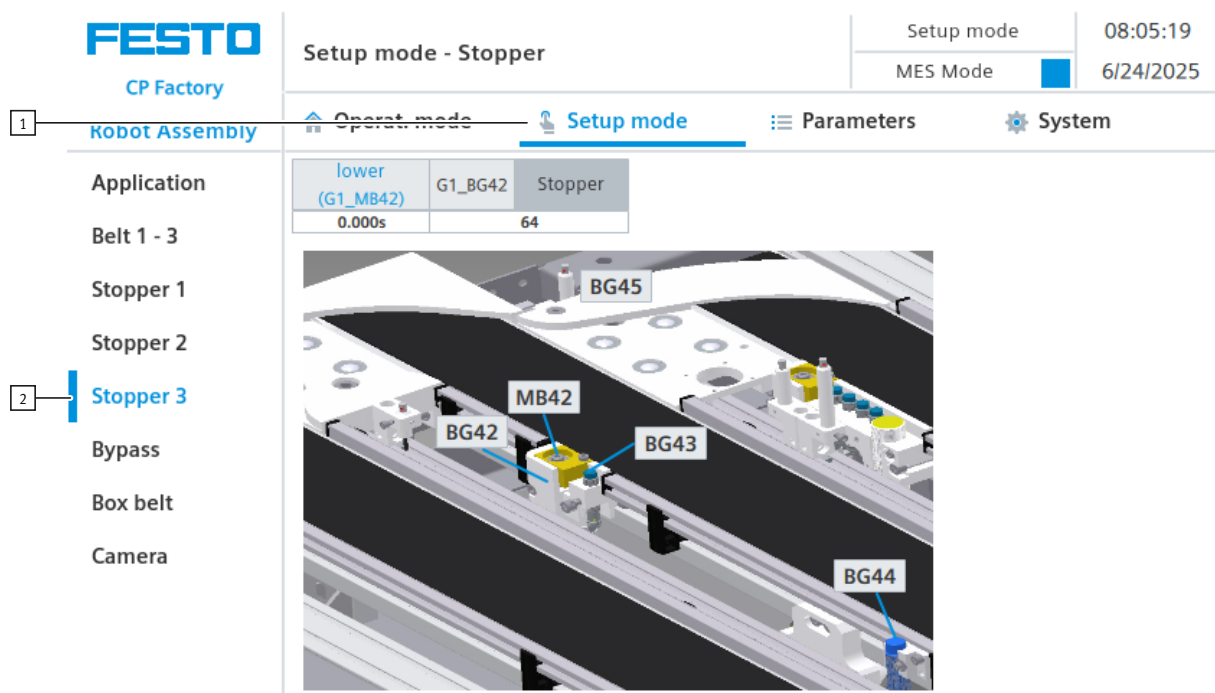 FESTO
CP Factory
Robot Assembly
Setup mode - Stopper
Setup mode
MES Mode
08:05:19
6/24/2025
1
Operat. mode
Setup mode
Parameters
System
2
Application
Belt 1 - 3
Stopper 1
Stopper 2
Stopper 3
Bypass
Box belt
Camera
lower
(G1_MB42)
G1_BG42
Stopper
0.000s
64
BG45
MB42
BG42
BG43
BG44